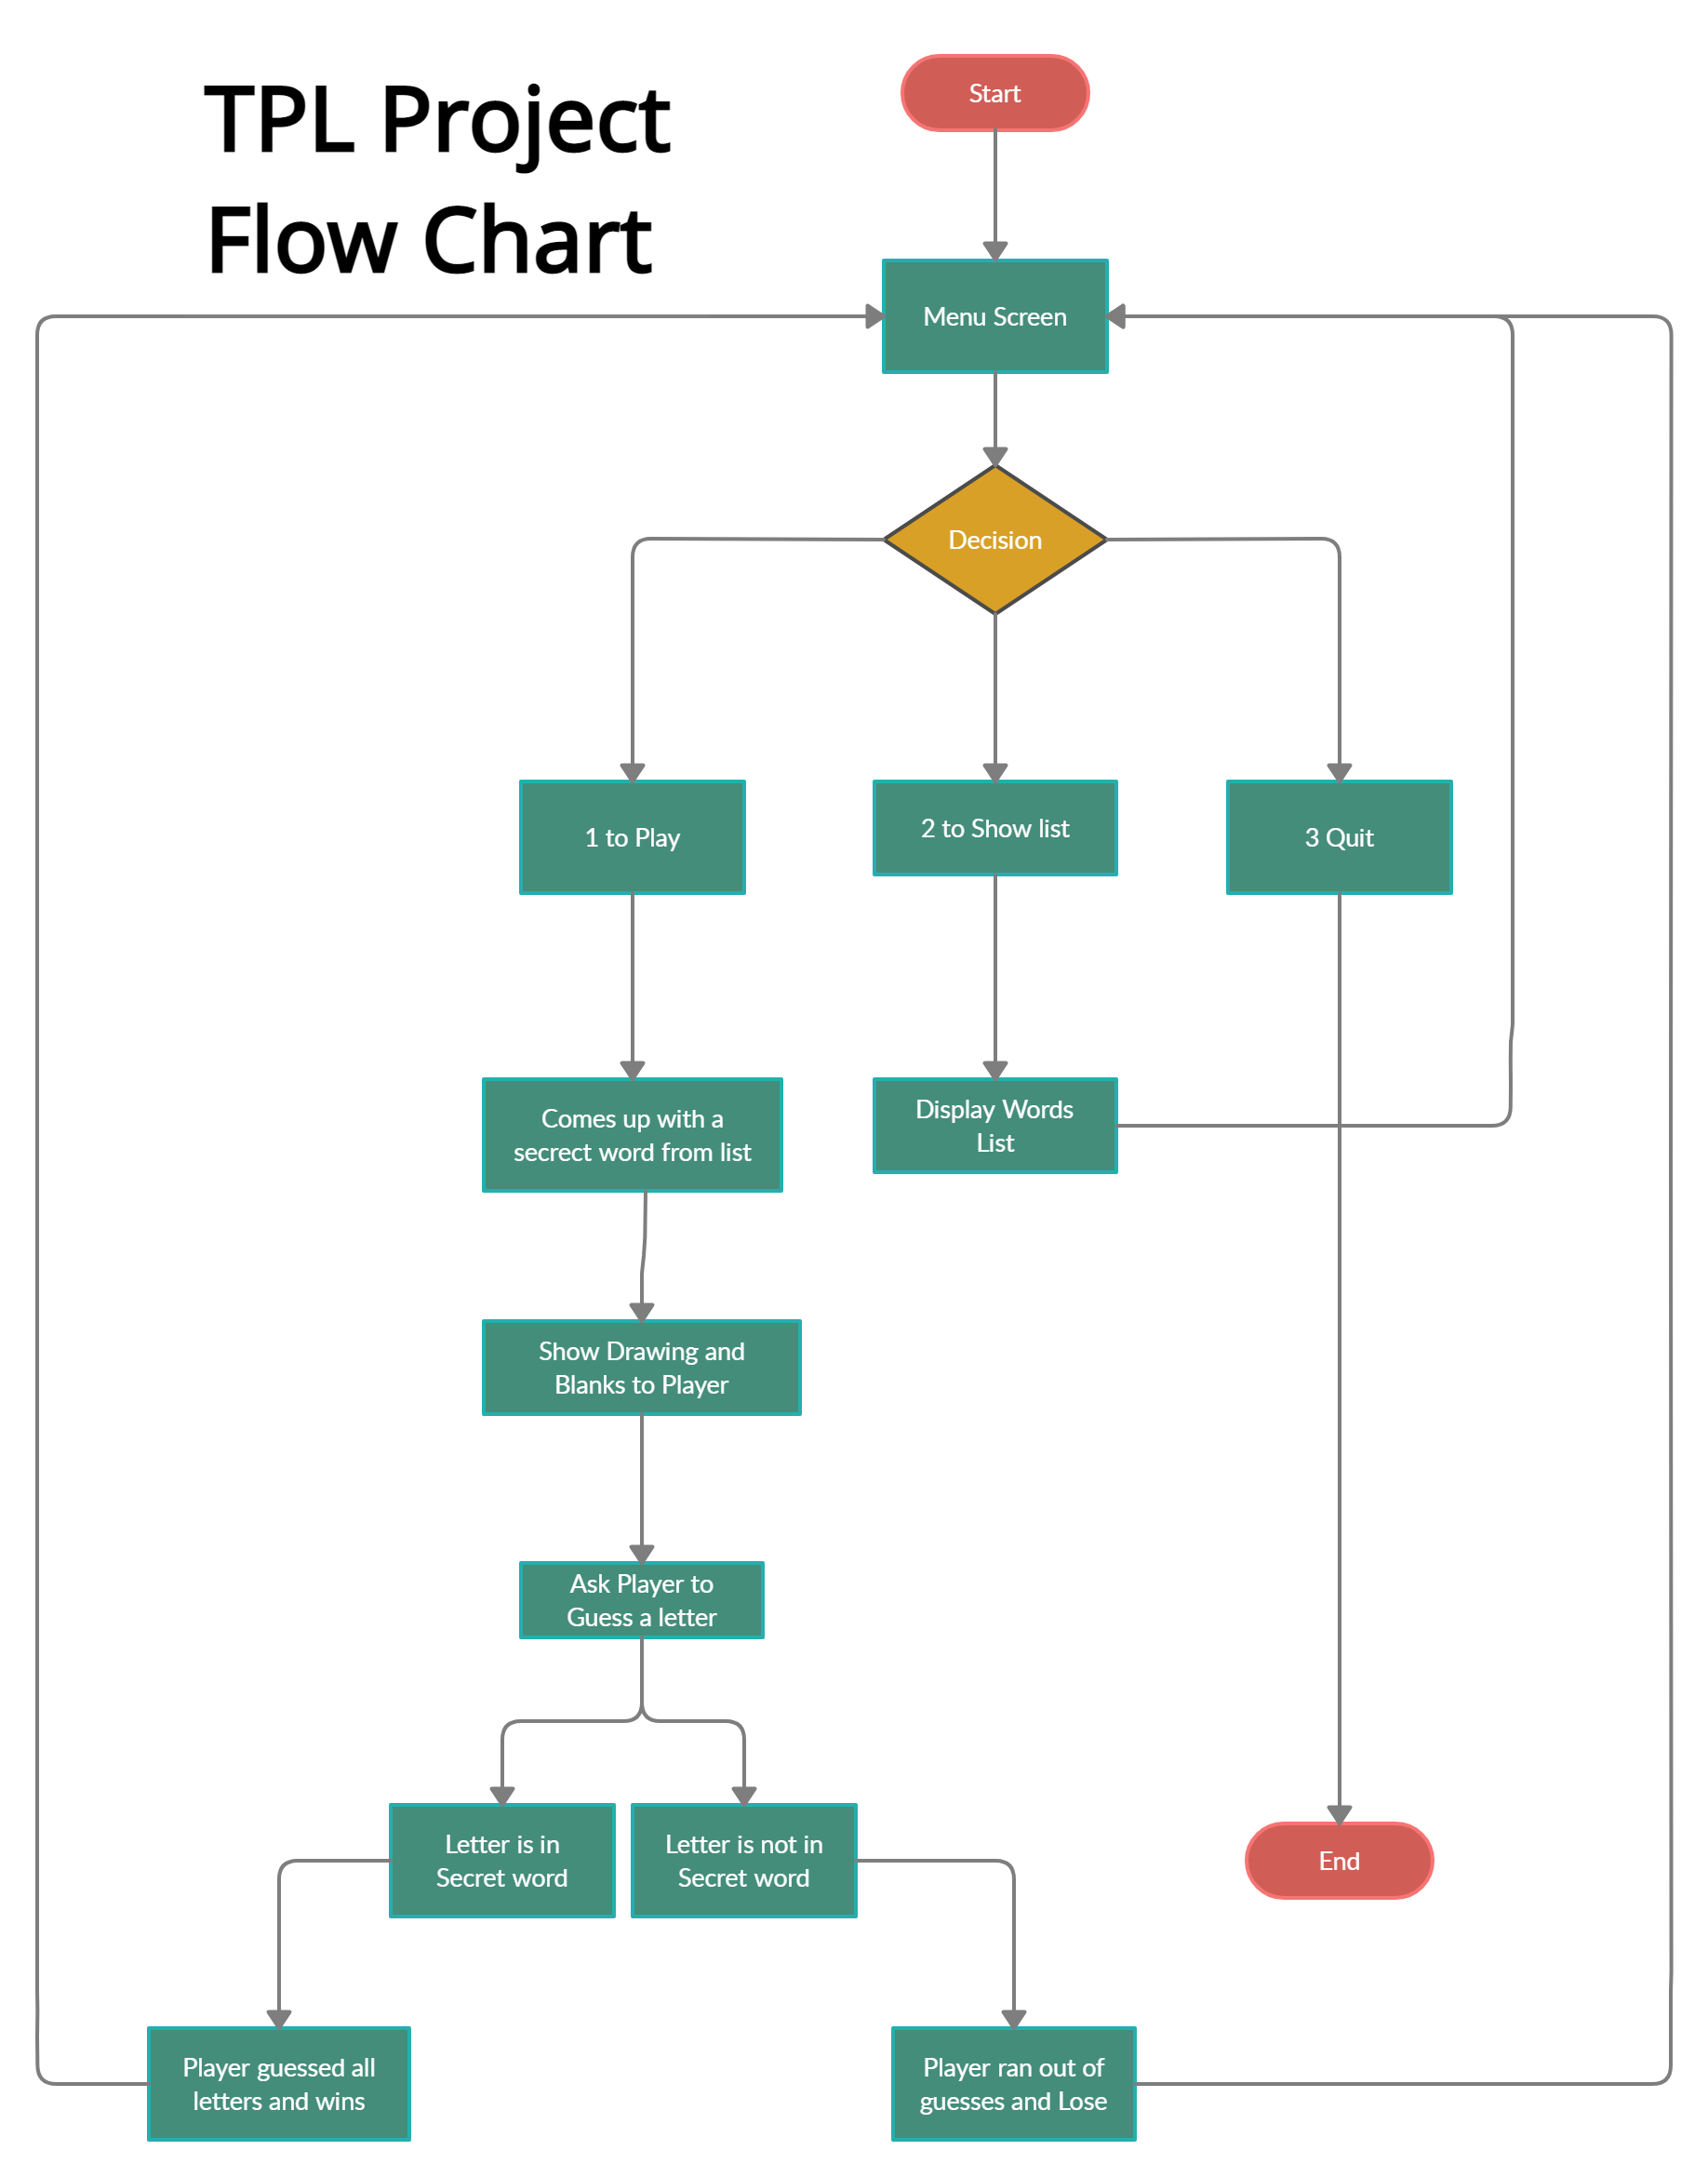 TPL Project
Flow Chart
Start
Menu Screen
Decision
1 to Play
2 to Show list
3 Quit
Comes up with a
secrect word from list
Display Words
List
Show Drawing and
Blanks to Player
Ask Player to
Guess a letter
Letter is in
Secret word
Letter is not in
Secret word
End
Player guessed all
letters and wins
Player ran out of
guesses and Lose